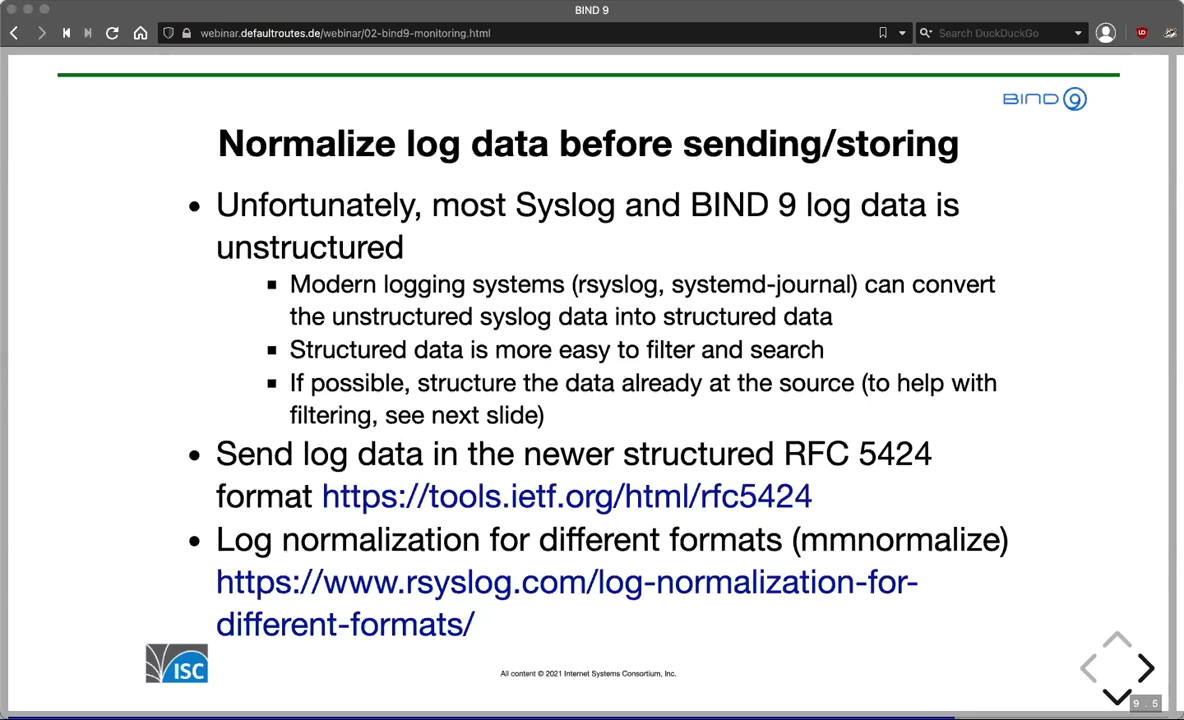 BIND 9
webinar.defaultroutes.de/webinar/02-bind9-monitoring.html
Search DuckDuckGo
BIND 9
Normalize log data before sending/storing
• Unfortunately, most Syslog and BIND 9 log data is
unstructured
▪ Modern logging systems (rsyslog, systemd-journal) can convert
the unstructured syslog data into structured data
▪ Structured data is more easy to filter and search
▪ If possible, structure the data already at the source (to help with
filtering, see next slide)
• Send log data in the newer structured RFC 5424
format https://tools.ietf.org/html/rfc5424
• Log normalization for different formats (mmnormalize)
https://www.rsyslog.com/log-normalization-for-
different-formats/
ISC
All content © 2021 Internet Systems Consortium, Inc.
9 . 5